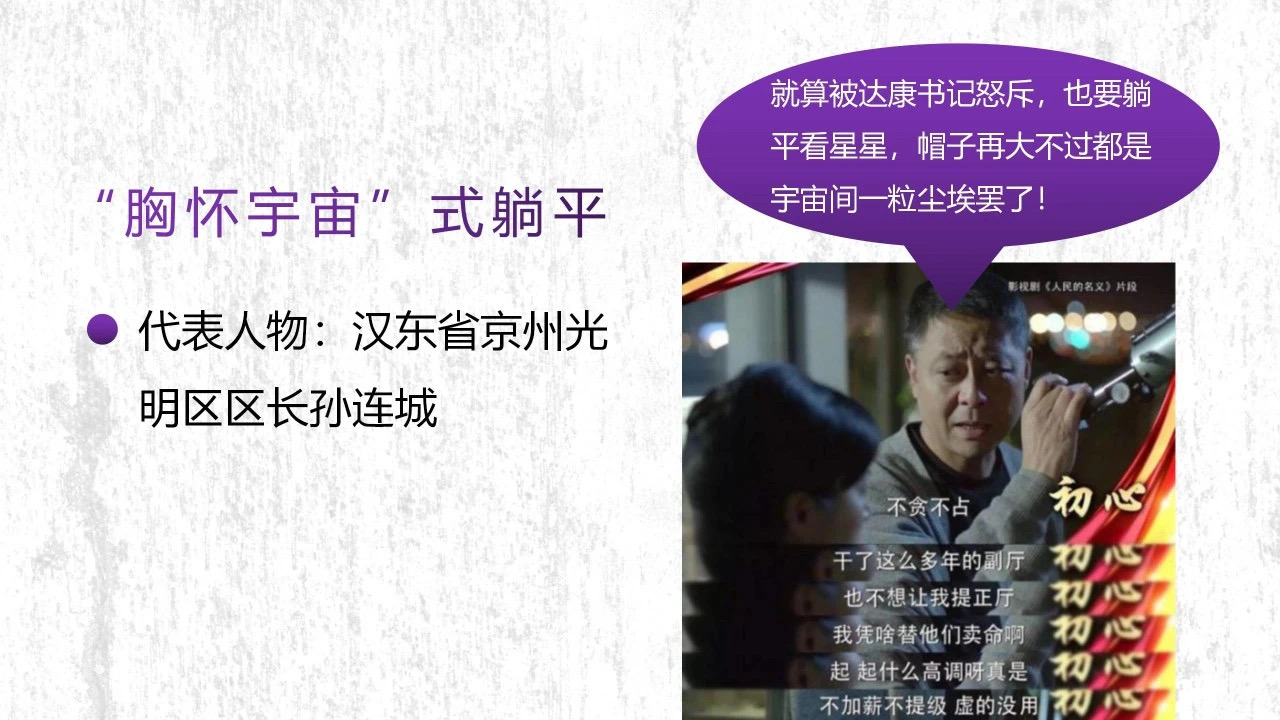 “胸怀宇宙”式躺平
代表人物：汉东省京州光
明区区长孙连城
就算被达康书记怒斥，也要躺
平看星星，帽子再大不过都是
宇宙间一粒尘埃罢了！
影视剧《人民的名义》片段
不贪不占
初心
干了这么多年的副厅
初心
也不想让我提正厅
初心
我凭啥替他们卖命啊
初心
起 起什么高调呀真是
初心
不加薪不提级 虚的没用
初心